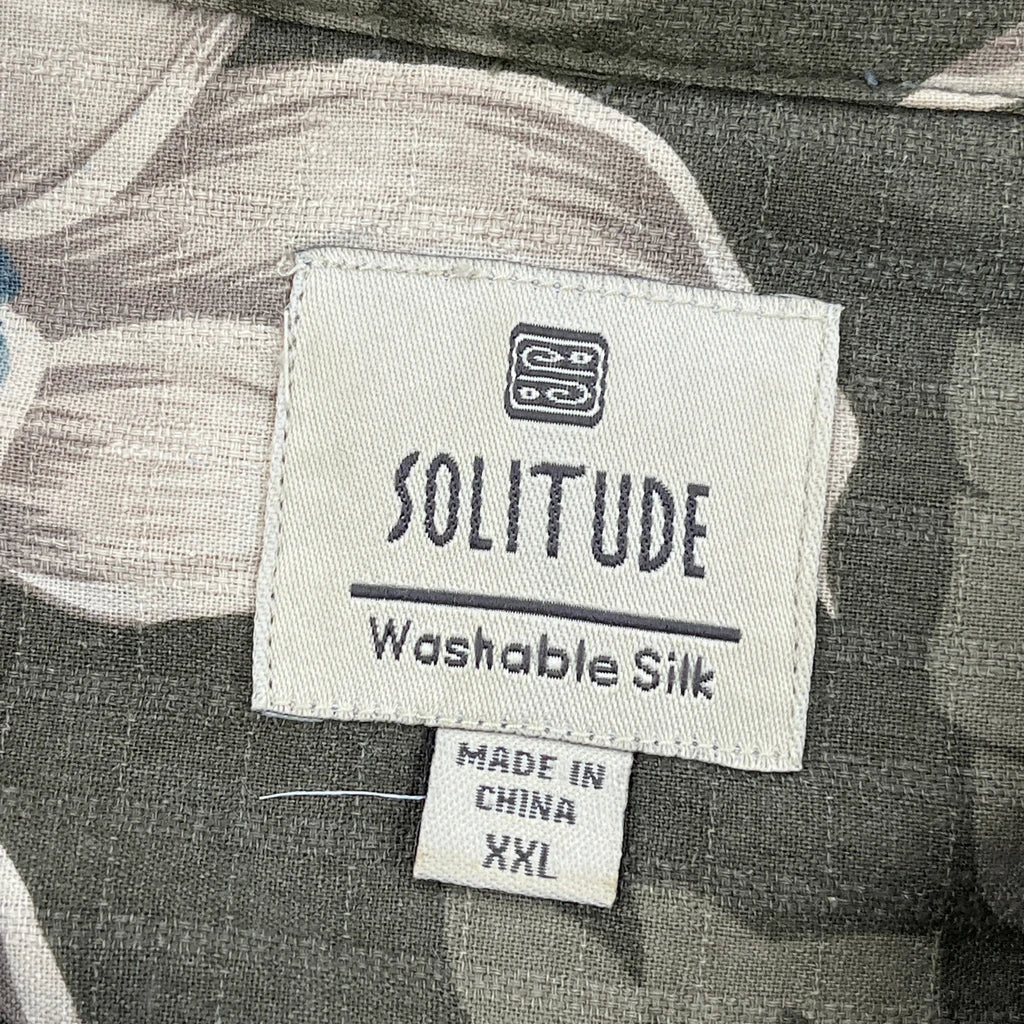 SOLITUDE
Washable Silk
MADE IN
CHINA
XXL